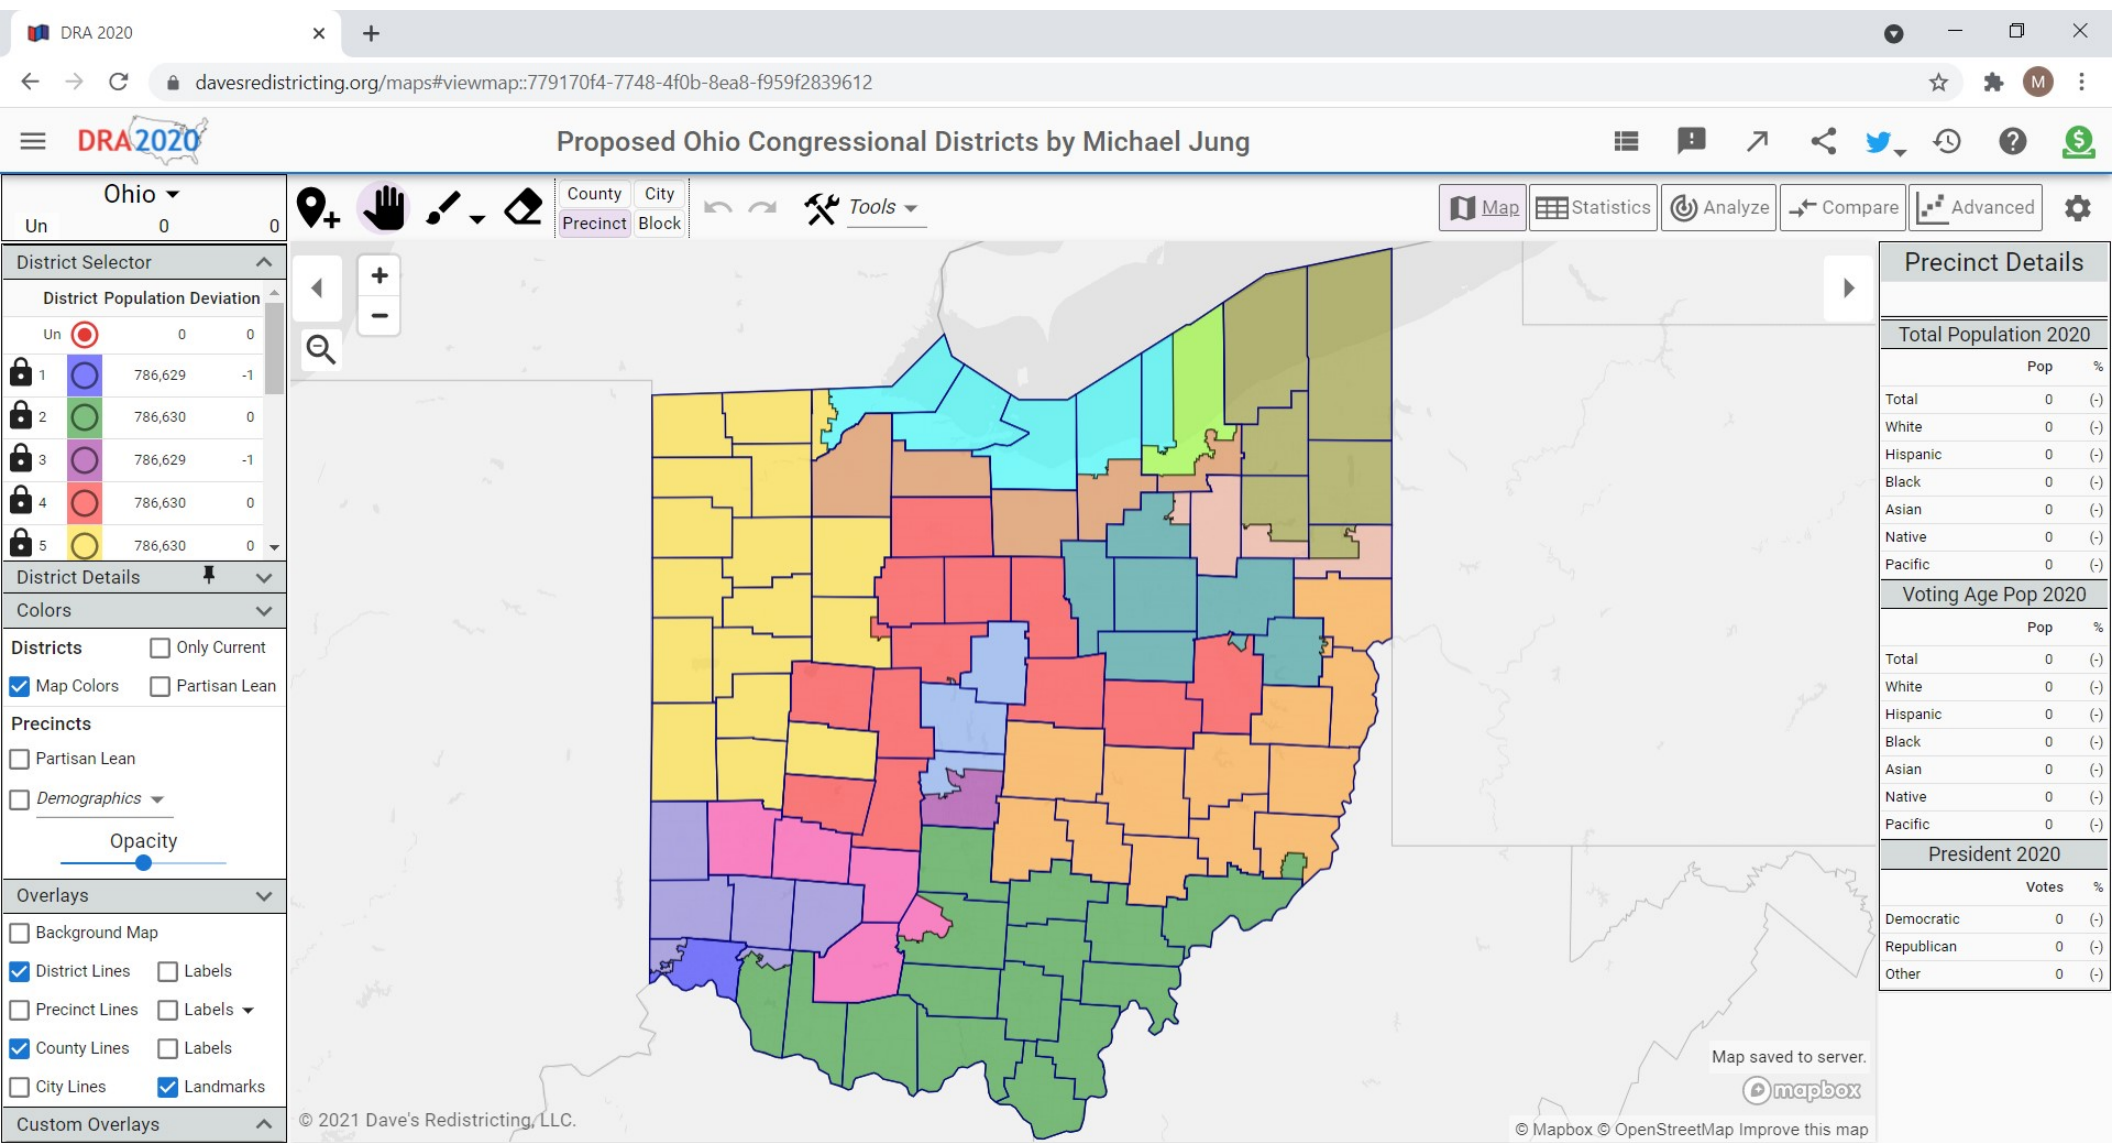 DRA 2020
davesredistricting.org/maps#viewmap::779170f4-7748-4f0b-8ea8-f959f2839612
M
DRA2020
Proposed Ohio Congressional Districts by Michael Jung
Ohio
Un 0 0
County City
Precinct Block
Tools
Map Statistics Analyze Compare Advanced
District Selector
District Population Deviation
Un 0 0
1 786,629 -1
2 786,630 0
3 786,629 -1
4 786,630 0
5 786,630 0
District Details
Colors
Districts Only Current
Map Colors Partisan Lean
Precincts
Partisan Lean
Demographics
Opacity
Overlays
Background Map
District Lines Labels
Precinct Lines Labels
County Lines Labels
City Lines Landmarks
Custom Overlays
© 2021 Dave's Redistricting, LLC.
Map saved to server.
mapbox
© Mapbox © OpenStreetMap Improve this map
Precinct Details
Total Population 2020
Pop %
Total 0 (-)
White 0 (-)
Hispanic 0 (-)
Black 0 (-)
Asian 0 (-)
Native 0 (-)
Pacific 0 (-)
Voting Age Pop 2020
Pop %
Total 0 (-)
White 0 (-)
Hispanic 0 (-)
Black 0 (-)
Asian 0 (-)
Native 0 (-)
Pacific 0 (-)
President 2020
Votes %
Democratic 0 (-)
Republican 0 (-)
Other 0 (-)